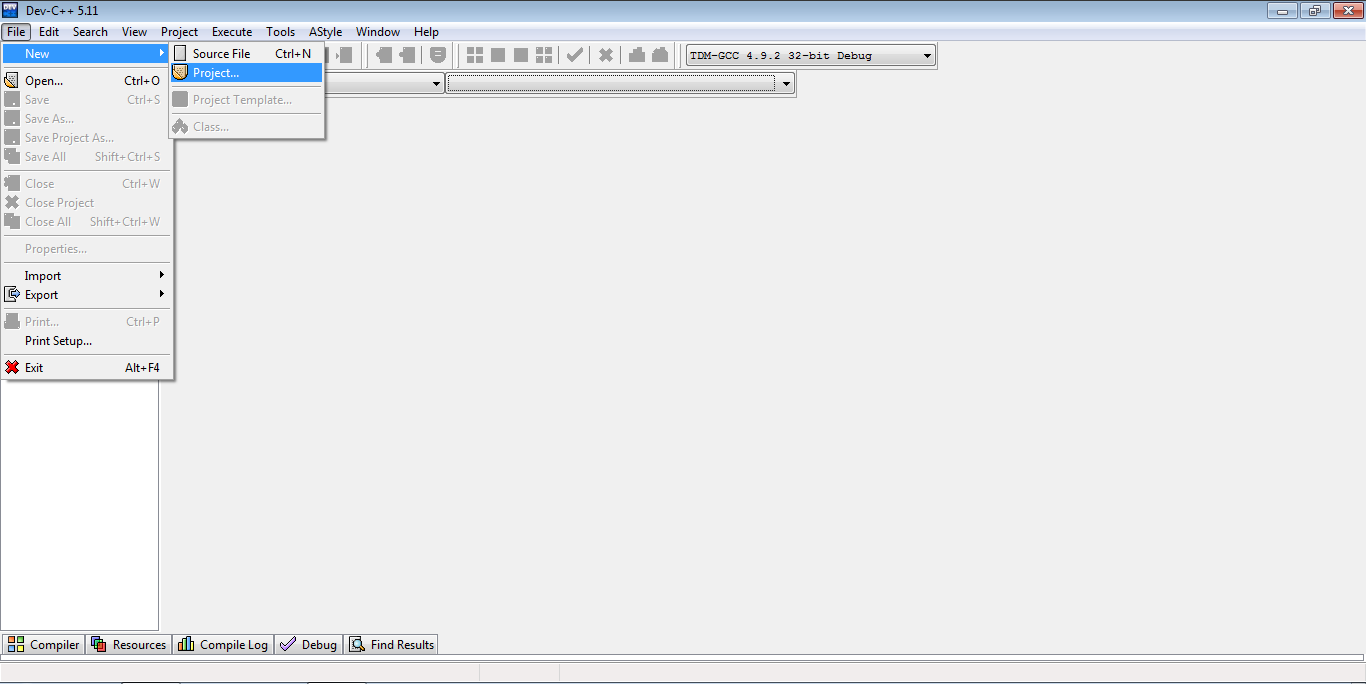 Dev-C++ 5.11
File Edit Search View Project Execute Tools AStyle Window Help
New
Source File Ctrl+N
Project...
Project Template...
Class...
TDM-GCC 4.9.2 32-bit Debug
Open... Ctrl+O
Save Ctrl+S
Save As...
Save Project As...
Save All Shift+Ctrl+S
Close Ctrl+W
Close Project
Close All Shift+Ctrl+W
Properties...
Import
Export
Print... Ctrl+P
Print Setup...
Exit Alt+F4
Compiler Resources Compile Log Debug Find Results